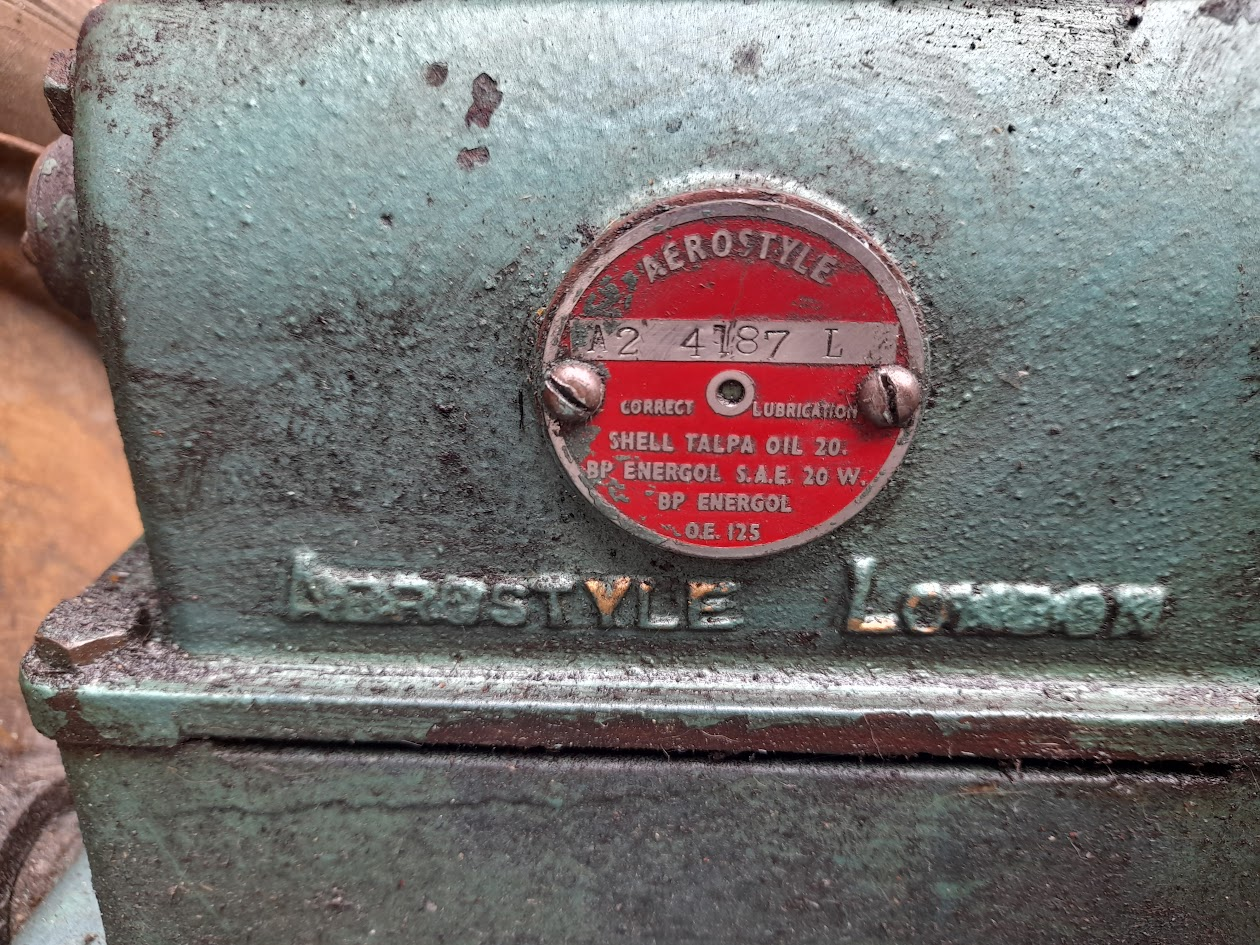 AEROSTYLE
A2 4187 L
CORRECT LUBRICATION
SHELL TALPA OIL 20.
BP ENERGOL S.A.E. 20 W.
BP ENERGOL
O.E. 125
AEROSTYLE LONDON